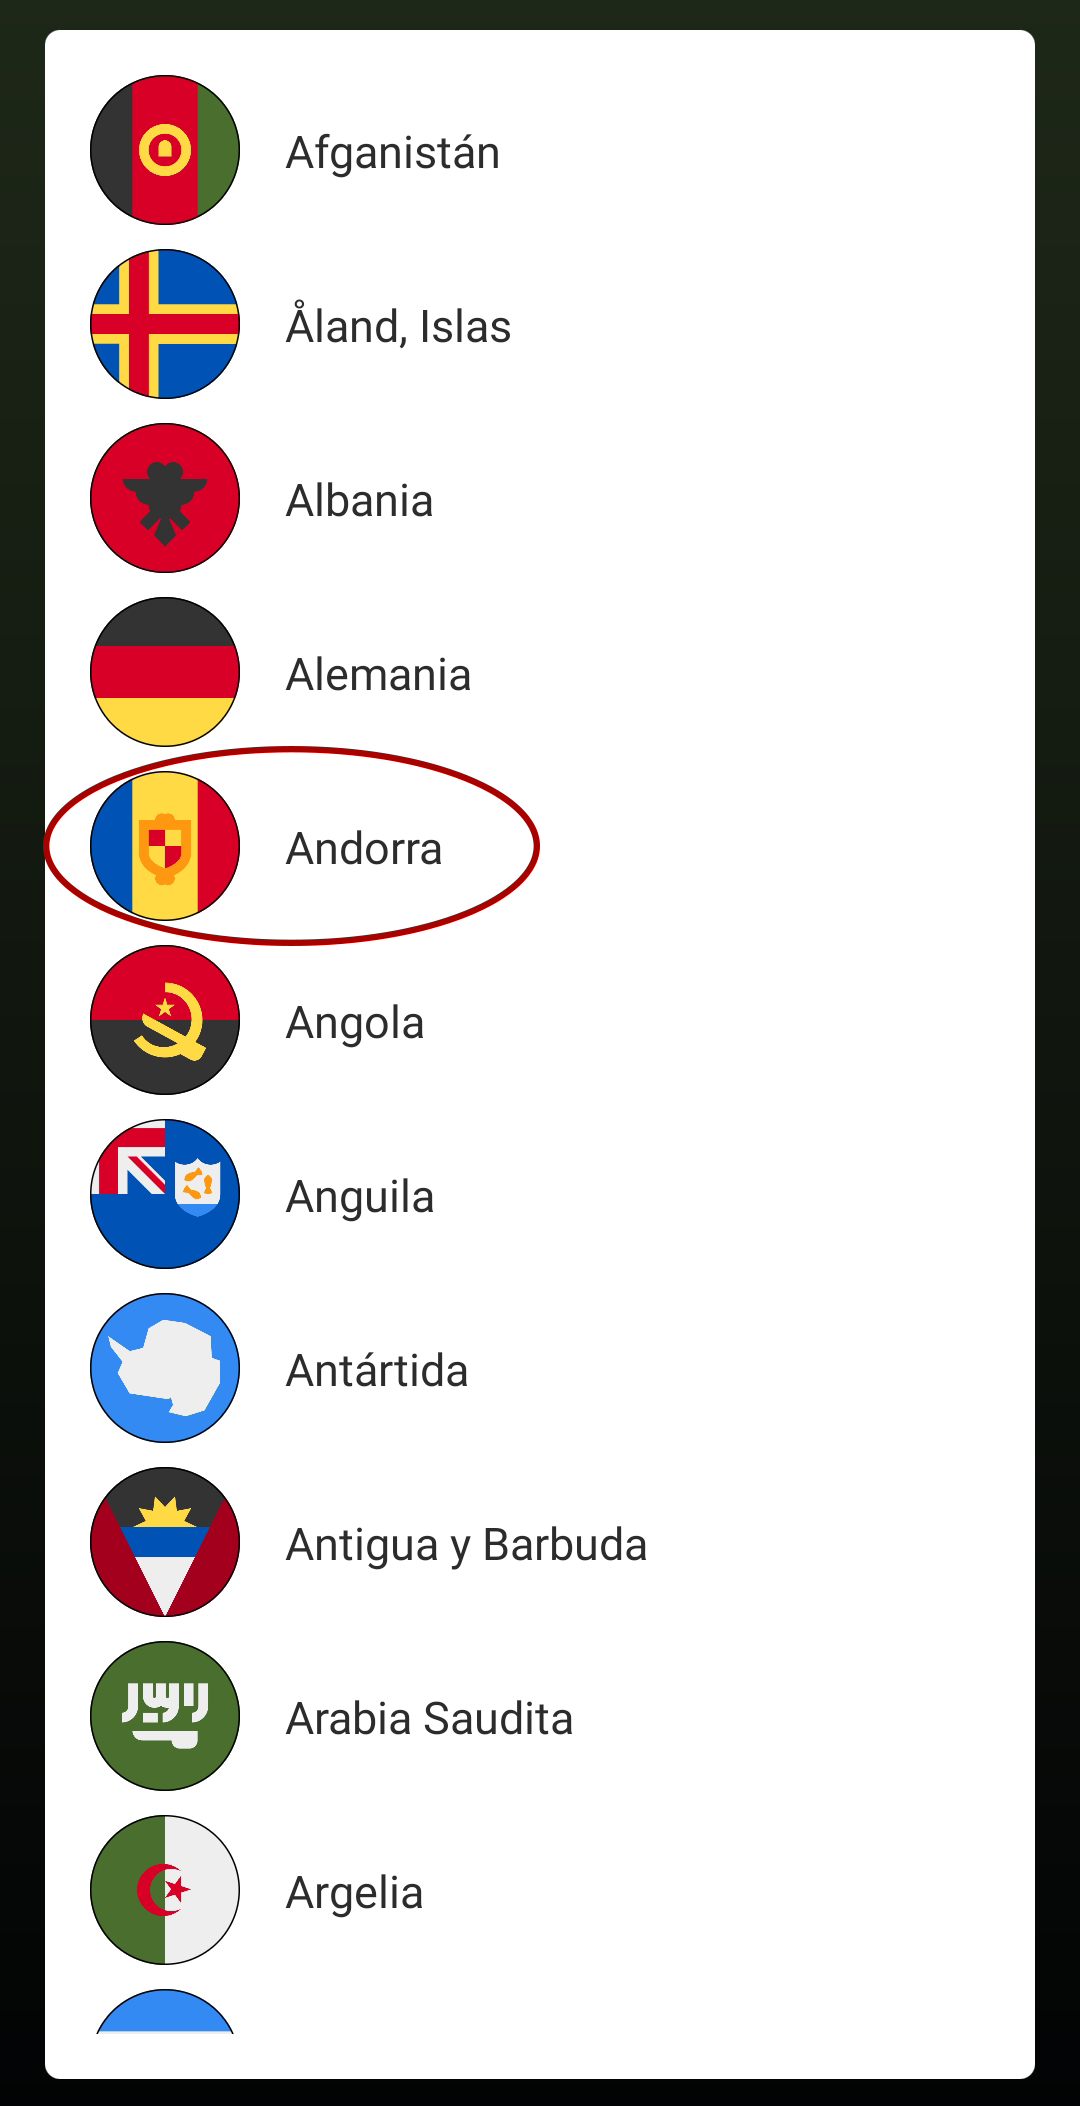 Afganistán
Åland, Islas
Albania
Alemania
Andorra
Angola
Anguila
Antártida
Antigua y Barbuda
Arabia Saudita
Argelia